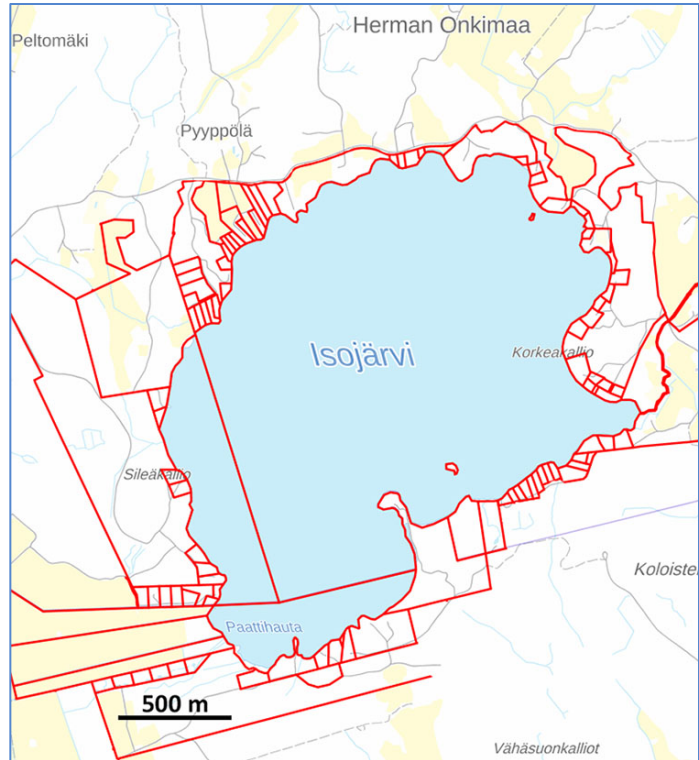 Herman Onkimaa
Peltomäki
Pyyppölä
Isojärvi
Korkeakallio
Sileäkallio
Koloiste
Paattihauta
500 m
Vähäsuonkalliot